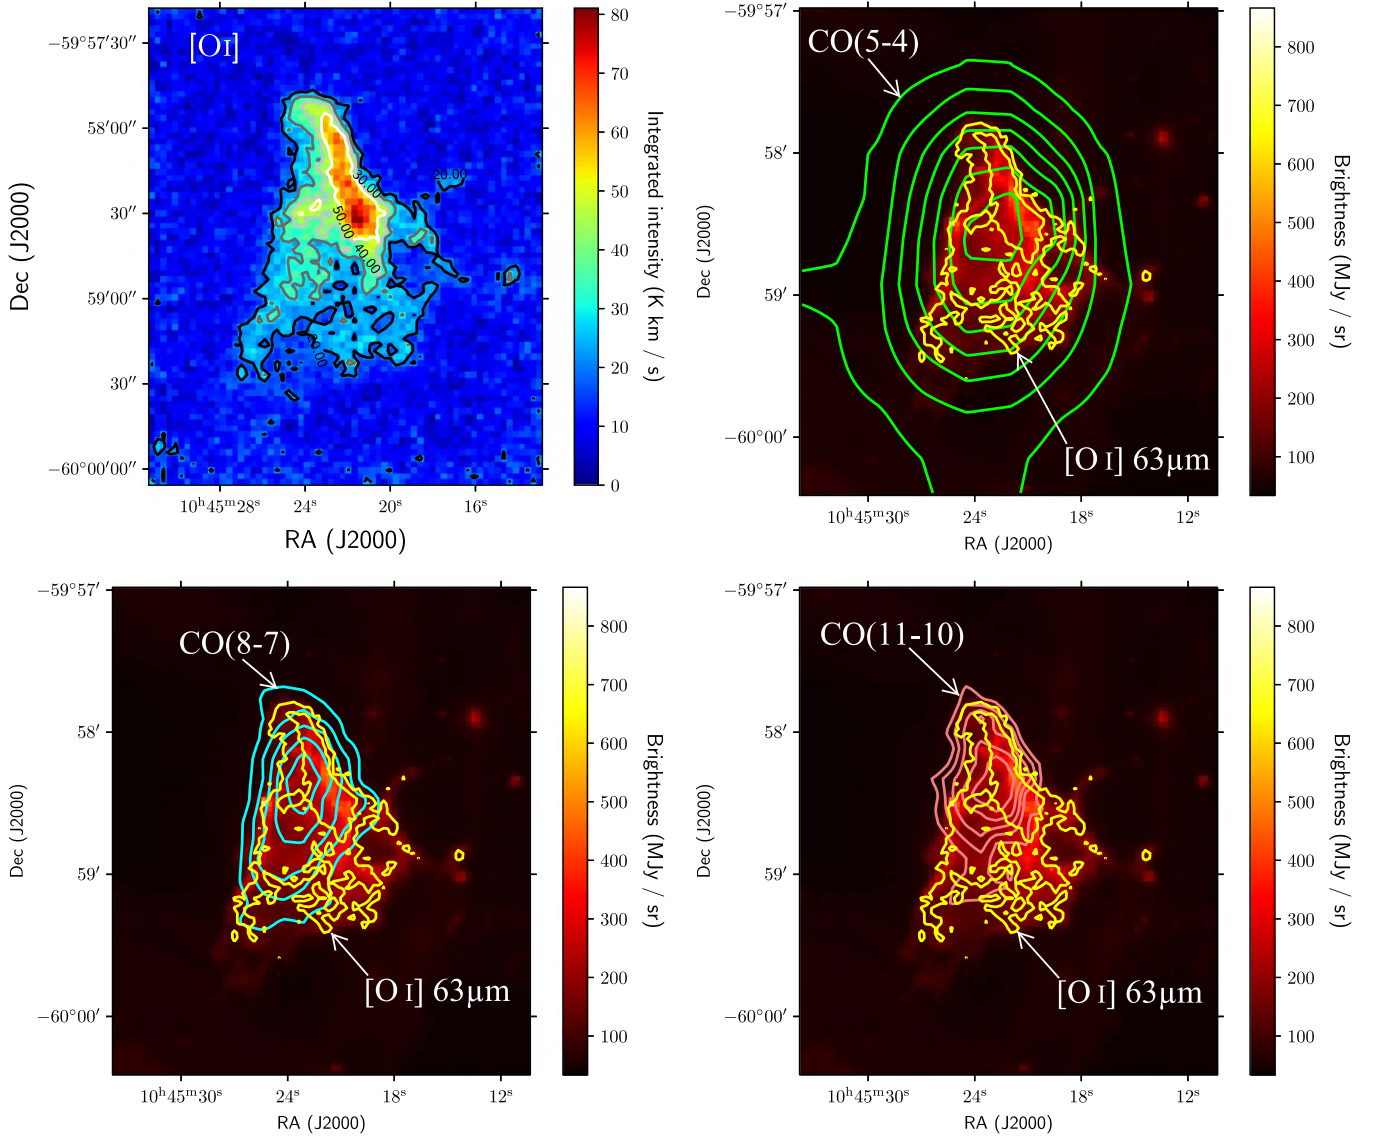 [OI]
−59°57′30″
58′00″
30″
59′00″
30″
−60°00′00″
Dec (J2000)
10ʰ45ᵐ28ˢ
24ˢ
20ˢ
16ˢ
RA (J2000)
20.00
30.00
50.00
40.00
20.00
80
70
60
50
40
30
20
10
0
Integrated intensity (K km / s)
CO(5-4)
[O I] 63µm
−59°57′
58′
59′
−60°00′
Dec (J2000)
10ʰ45ᵐ30ˢ
24ˢ
18ˢ
12ˢ
RA (J2000)
800
700
600
500
400
300
200
100
Brightness (MJy / sr)
CO(8-7)
[O I] 63µm
−59°57′
58′
59′
−60°00′
Dec (J2000)
10ʰ45ᵐ30ˢ
24ˢ
18ˢ
12ˢ
RA (J2000)
800
700
600
500
400
300
200
100
Brightness (MJy / sr)
CO(11-10)
[O I] 63µm
−59°57′
58′
59′
−60°00′
Dec (J2000)
10ʰ45ᵐ30ˢ
24ˢ
18ˢ
12ˢ
RA (J2000)
800
700
600
500
400
300
200
100
Brightness (MJy / sr)